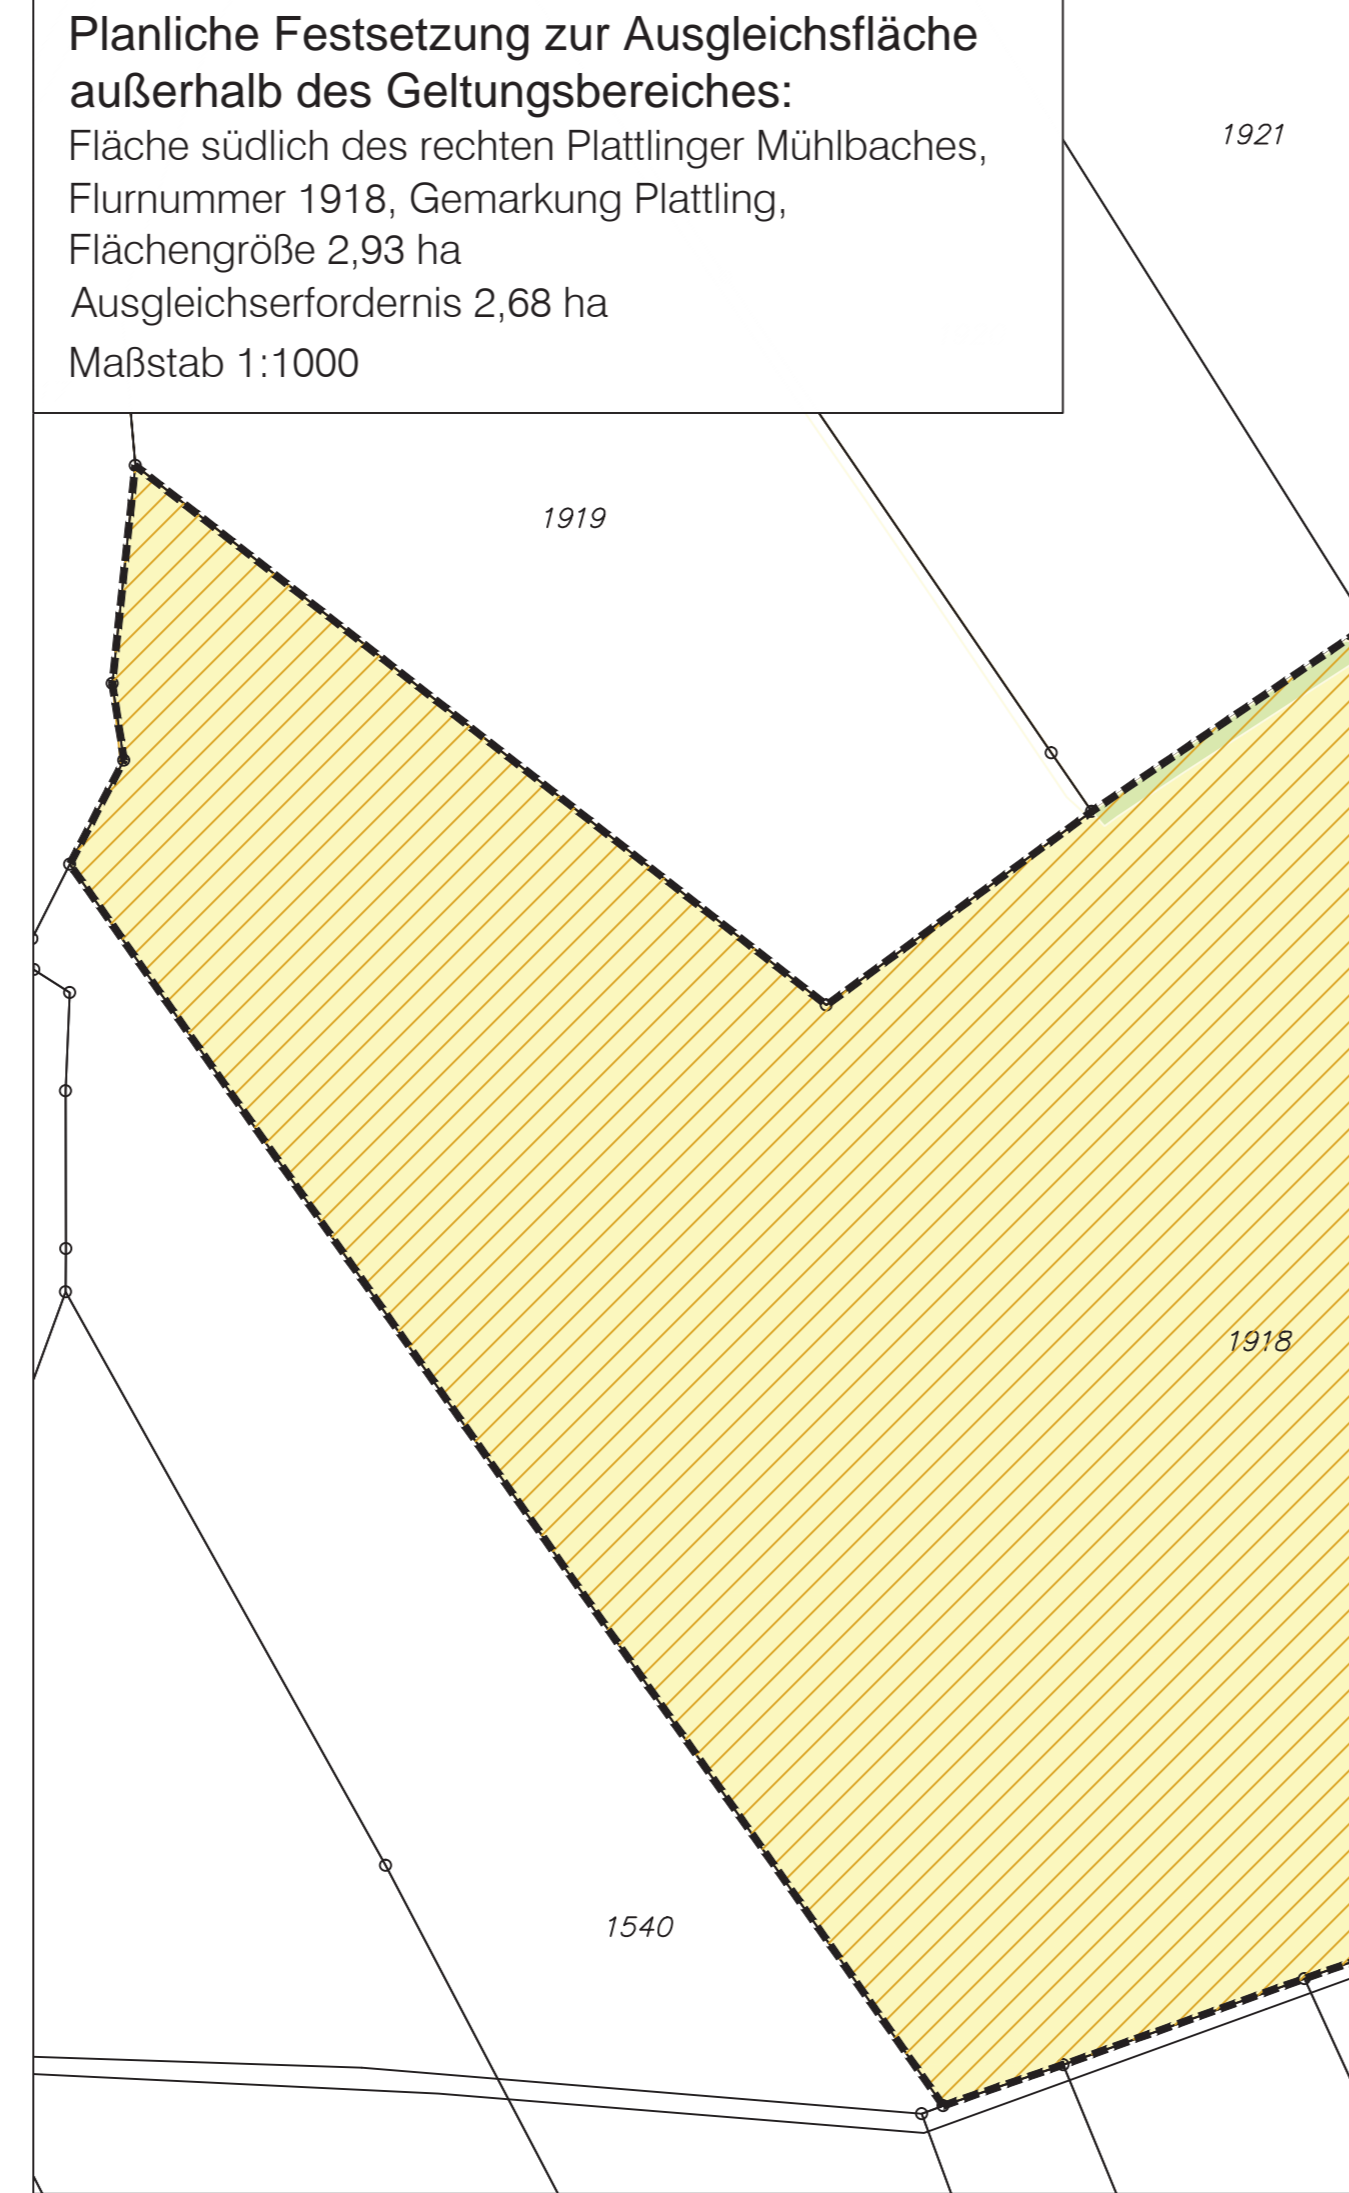 Planliche Festsetzung zur Ausgleichsfläche
außerhalb des Geltungsbereiches:
Fläche südlich des rechten Plattlinger Mühlbaches,
Flurnummer 1918, Gemarkung Plattling,
Flächengröße 2,93 ha
Ausgleichserfordernis 2,68 ha
Maßstab 1:1000
1921
1919
1918
1540